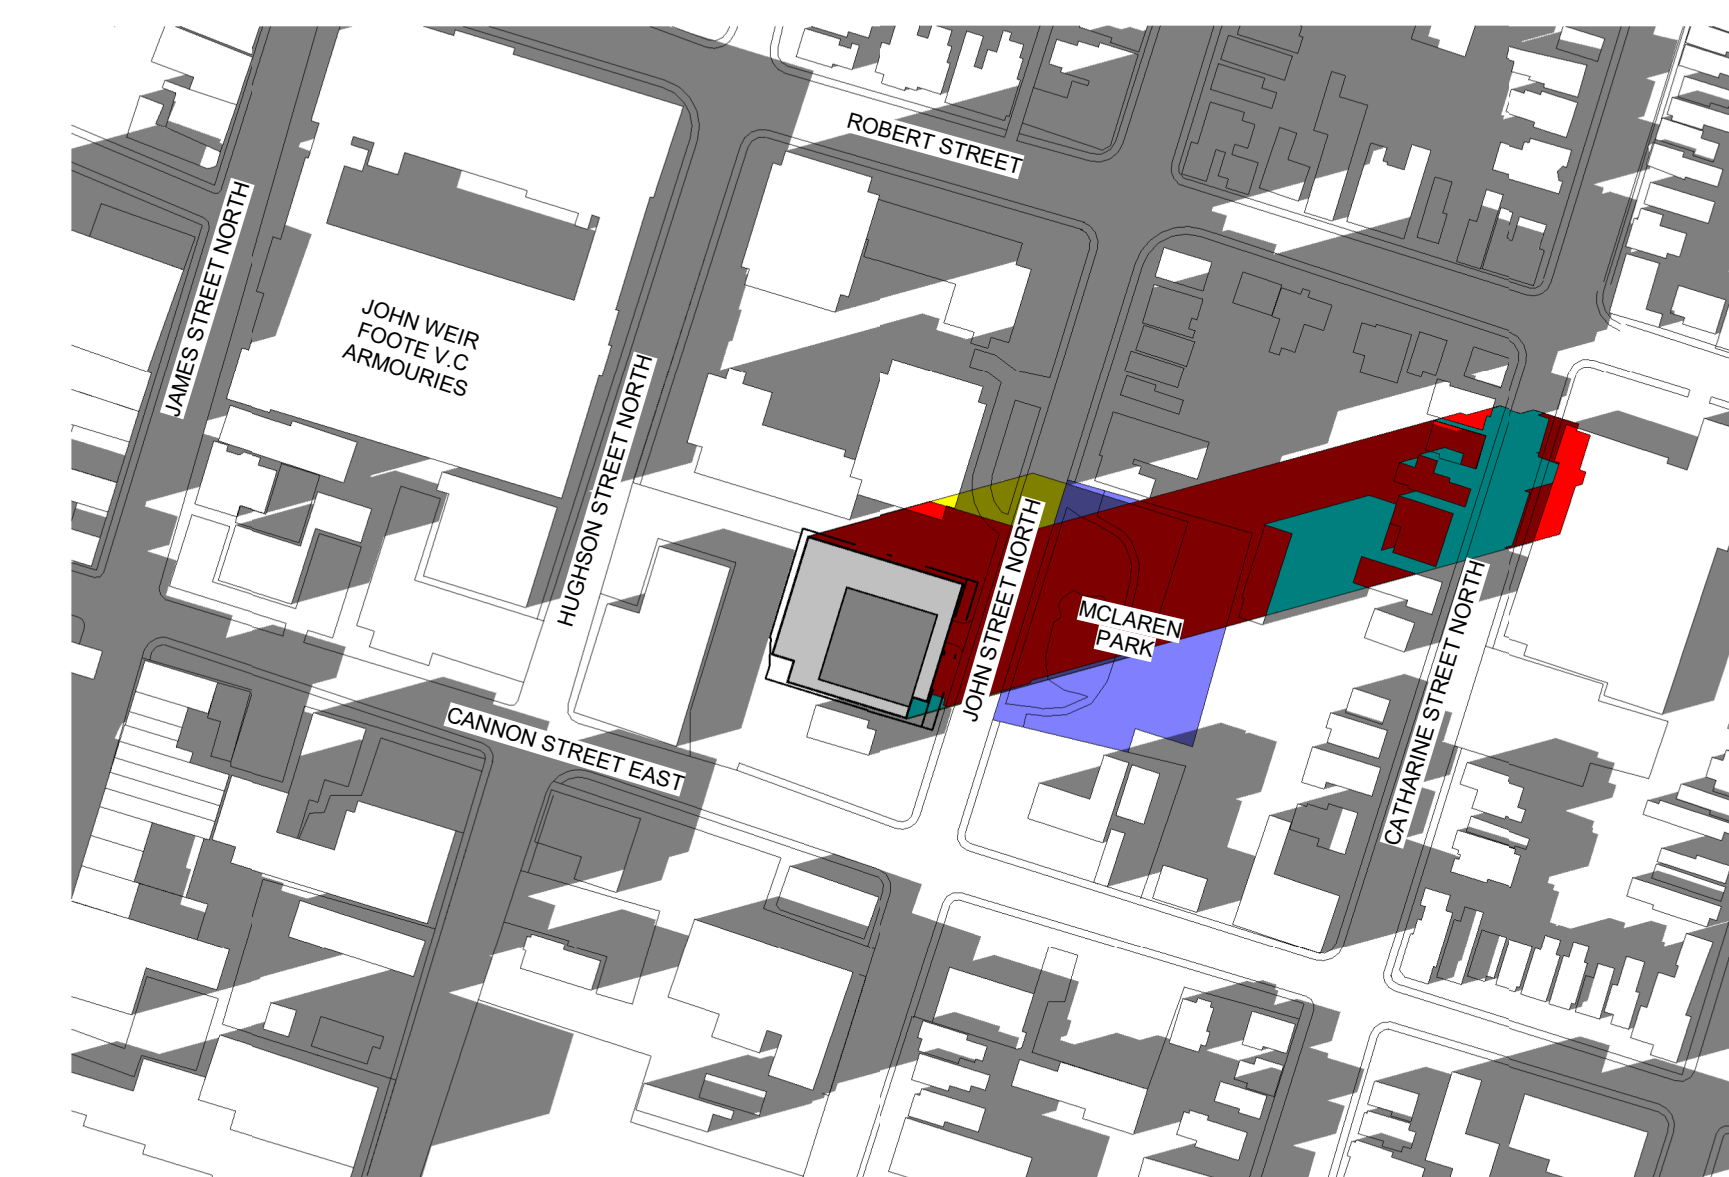 ROBERT STREET
JAMES STREET NORTH
JOHN WEIR
FOOTE V.C
ARMOURIES
HUGHSON STREET NORTH
JOHN STREET NORTH
MCLAREN
PARK
CATHARINE STREET NORTH
CANNON STREET EAST